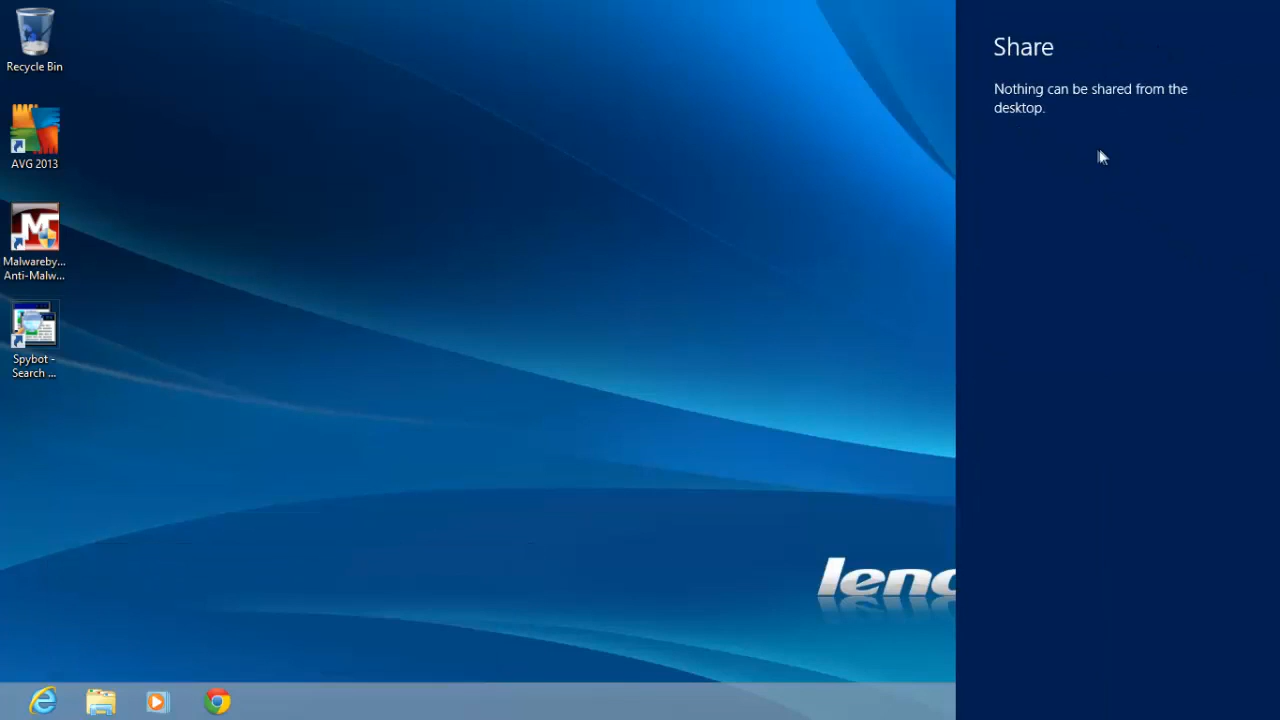 Recycle Bin
AVG 2013
Malwareby...
Anti-Malw...
Spybot -
Search ...
Share
Nothing can be shared from the
desktop.
leno